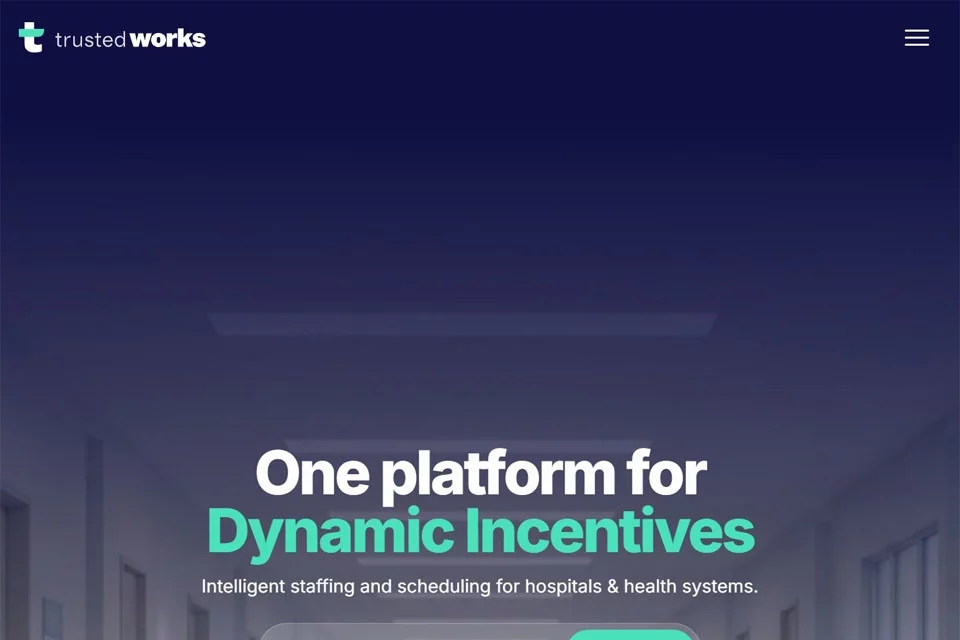 trusted works
One platform for
Dynamic Incentives
Intelligent staffing and scheduling for hospitals & health systems.